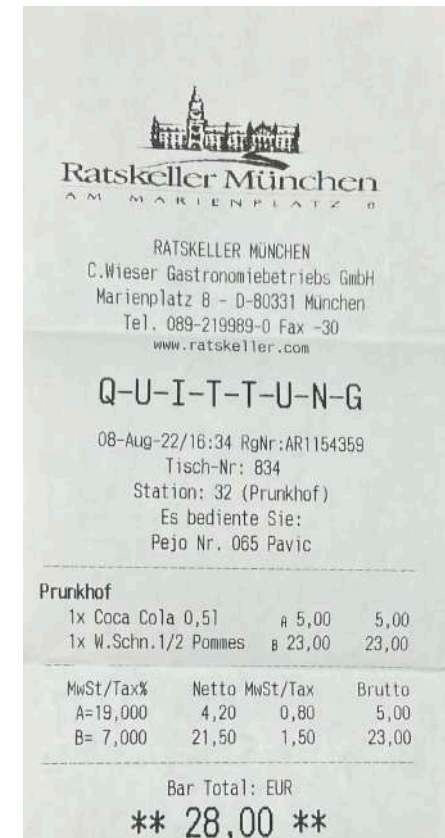 Ratskeller München
AM MARIENPLATZ 8
RATSKELLER MÜNCHEN
C.Wieser Gastronomiebetriebs GmbH
Marienplatz 8 - D-80331 München
Tel. 089-219989-0 Fax -30
www.ratskeller.com
Q-U-I-T-T-U-N-G
08-Aug-22/16:34 RgNr:AR1154359
Tisch-Nr: 834
Station: 32 (Prunkhof)
Es bediente Sie:
Pejo Nr. 065 Pavic
Prunkhof
1x Coca Cola 0,5l A 5,00 5,00
1x W.Schn.1/2 Pommes B 23,00 23,00
MwSt/Tax% Netto MwSt/Tax Brutto
A=19,000 4,20 0,80 5,00
B= 7,000 21,50 1,50 23,00
Bar Total: EUR
** 28,00 **